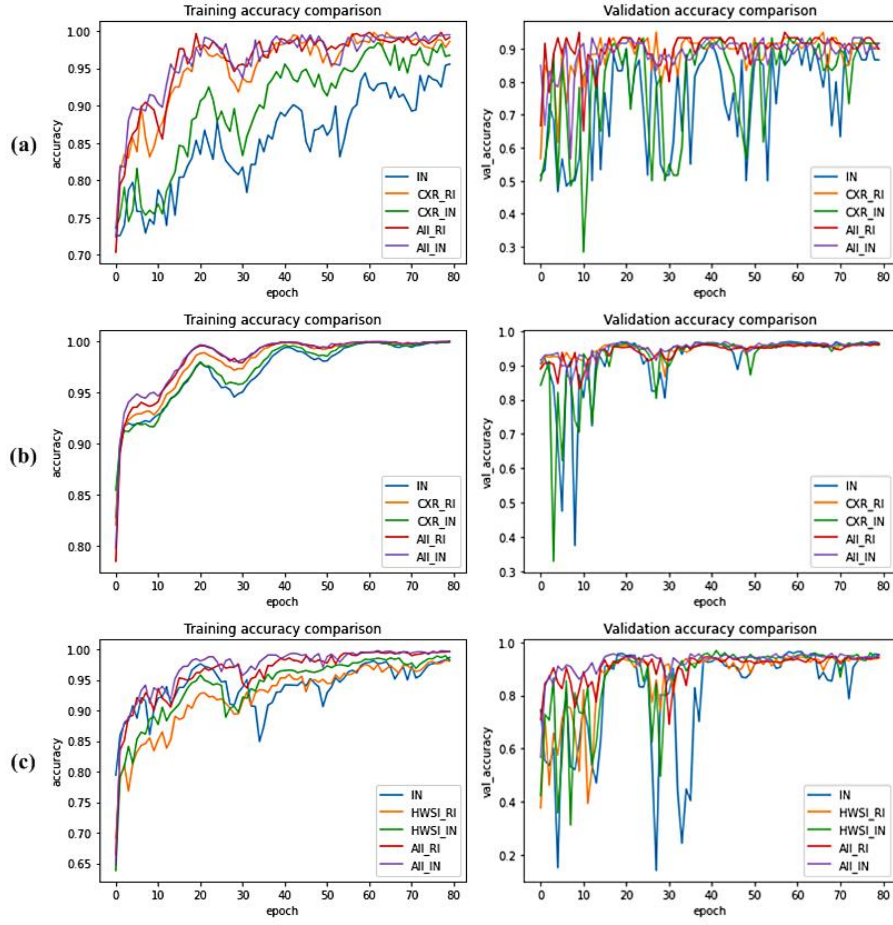 Training accuracy comparison
1.00
0.95
0.90
0.85
0.80
0.75
0.70
accuracy
0 10 20 30 40 50 60 70 80
epoch
IN
CXR_RI
CXR_IN
All_RI
All_IN
Validation accuracy comparison
0.9
0.8
0.7
0.6
0.5
0.4
0.3
val_accuracy
0 10 20 30 40 50 60 70 80
epoch
IN
CXR_RI
CXR_IN
All_RI
All_IN
(a)
Training accuracy comparison
1.00
0.95
0.90
0.85
0.80
accuracy
0 10 20 30 40 50 60 70 80
epoch
IN
CXR_RI
CXR_IN
All_RI
All_IN
Validation accuracy comparison
1.0
0.9
0.8
0.7
0.6
0.5
0.4
0.3
val_accuracy
0 10 20 30 40 50 60 70 80
epoch
IN
CXR_RI
CXR_IN
All_RI
All_IN
(b)
Training accuracy comparison
1.00
0.95
0.90
0.85
0.80
0.75
0.70
0.65
accuracy
0 10 20 30 40 50 60 70 80
epoch
IN
HWSI_RI
HWSI_IN
All_RI
All_IN
Validation accuracy comparison
1.0
0.8
0.6
0.4
0.2
val_accuracy
0 10 20 30 40 50 60 70 80
epoch
IN
HWSI_RI
HWSI_IN
All_RI
All_IN
(c)